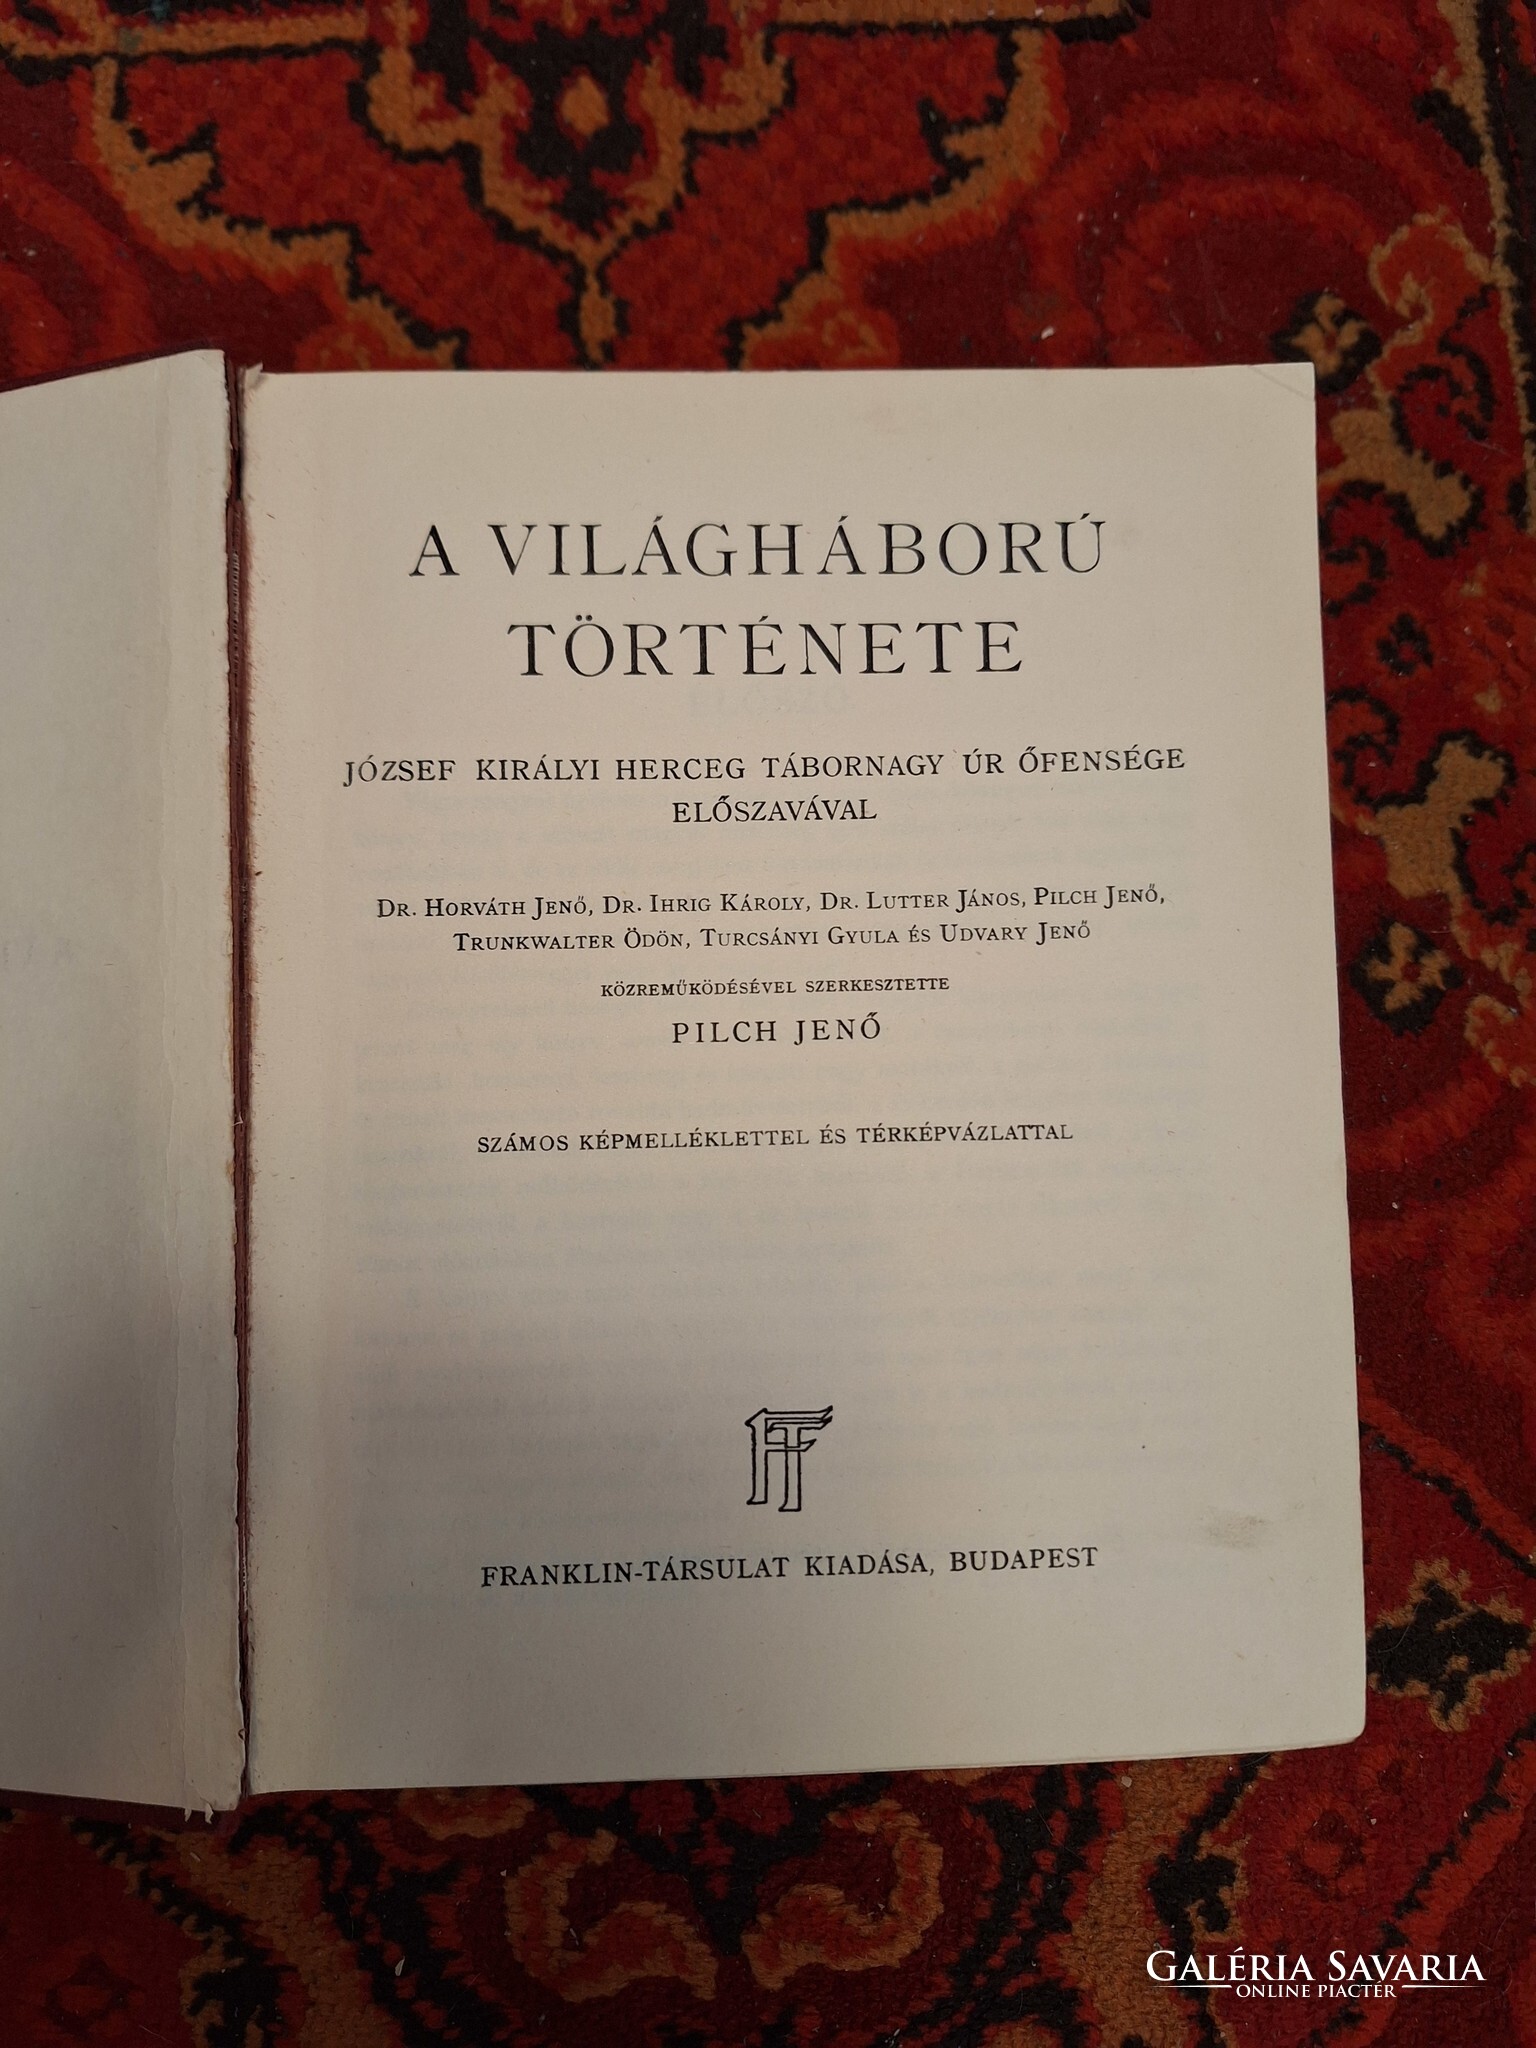 A VILÁGHÁBORÚ
TÖRTÉNETE
JÓZSEF KIRÁLYI HERCEG TÁBORNAGY ÚR ŐFENSÉGE
ELŐSZAVÁVAL
DR. HORVÁTH JENŐ, DR. IHRIG KÁROLY, DR. LUTTER JÁNOS, PILCH JENŐ,
TRUNKWALTER ÖDÖN, TURCSÁNYI GYULA ÉS UDVARY JENŐ
KÖZREMŰKÖDÉSÉVEL SZERKESZTETTE
PILCH JENŐ
SZÁMOS KÉPMELLÉKLETTEL ÉS TÉRKÉPVÁZLATTAL
FT
FRANKLIN-TÁRSULAT KIADÁSA, BUDAPEST
GALÉRIA SAVARIA
ONLINE PIACTÉR